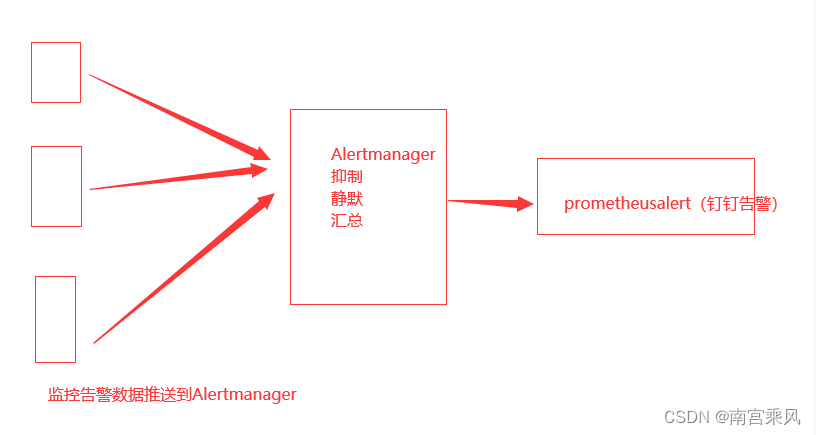 Alertmanager
抑制
静默
汇总
prometheusalert（钉钉告警）
监控告警数据推送到Alertmanager
CSDN @南宫乘风